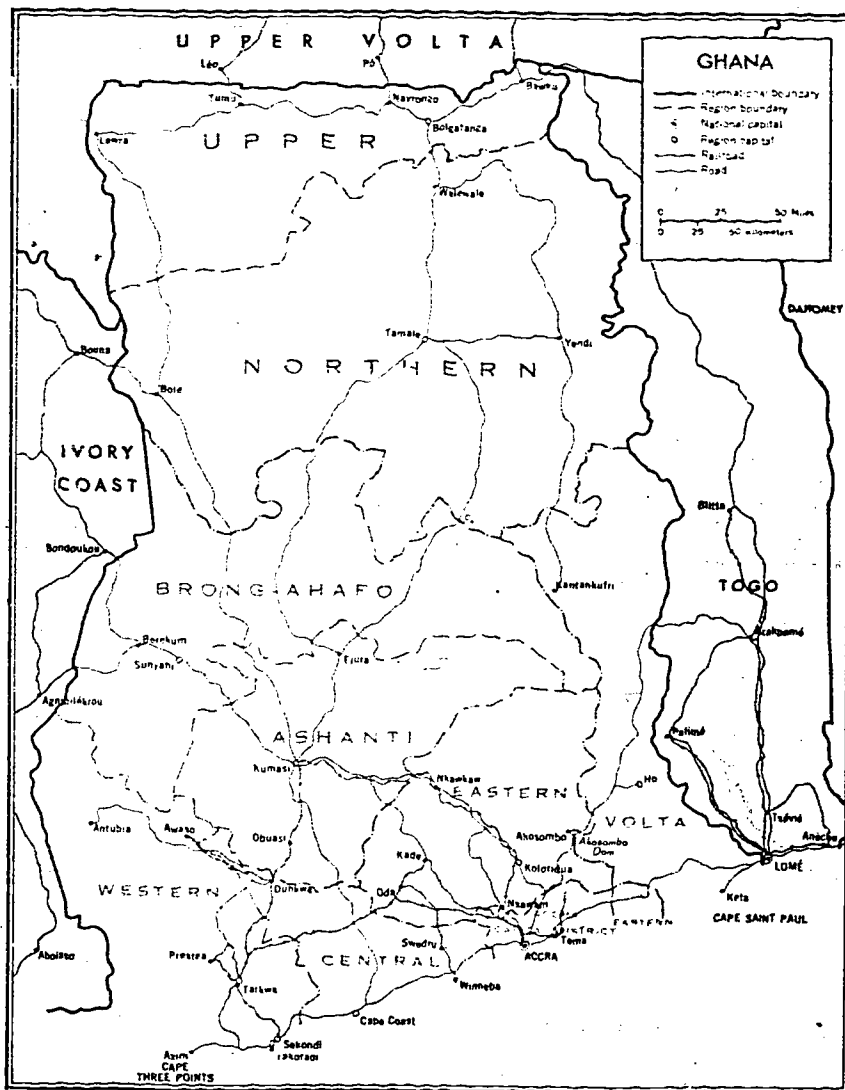 UPPER VOLTA
GHANA
International boundary
Region boundary
National capital
Region capital
Railroad
Road
0 25 50 Miles
0 25 50 Kilometers
Léo
Pô
Tumu
Navrongo
Bawku
Bolgatanga
Lawra
UPPER
Walewale
DAHOMEY
Tamale
Yendi
Bouna
NORTHERN
Bole
IVORY
COAST
Blitta
Bondoukou
Kantankufri
TOGO
BRONG-AHAFO
Atakpamé
Berekum
Sunyani
Ejura
Agnibilékrou
Palimé
ASHANTI
Kumasi
Nkawkaw
EASTERN
Ho
VOLTA
Tsévié
Antubia
Awaso
Obuasi
Akosombo
Akosombo
Dam
Anécho
Kade
Koforidua
LOMÉ
WESTERN
Dunkwa
Oda
Nsawam
Keta
CAPE SAINT PAUL
EASTERN
DISTRICT
Tema
Swedru
ACCRA
Prestea
CENTRAL
Aboisso
Tarkwa
Winneba
Cape Coast
Sekondi
Takoradi
Axim
CAPE
THREE POINTS